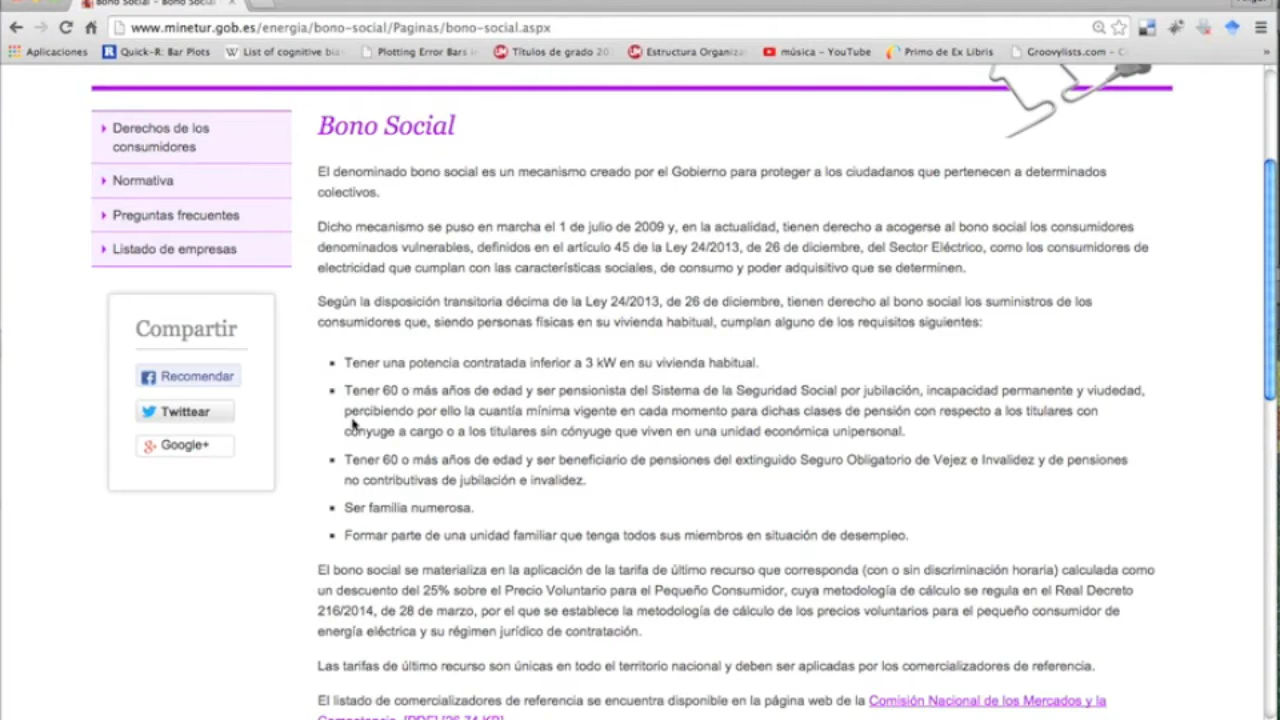 Bono Social - Bono Social
www.minetur.gob.es/energia/bono-social/Paginas/bono-social.aspx
Aplicaciones
Quick-R: Bar Plots
List of cognitive bia
Plotting Error Bars
Títulos de grado 20
Estructura Organiza
música - YouTube
Primo de Ex Libris
Groovylists.com -
Derechos de los
consumidores
Normativa
Preguntas frecuentes
Listado de empresas
Compartir
Recomendar
Twittear
Google+
Bono Social
El denominado bono social es un mecanismo creado por el Gobierno para proteger a los ciudadanos que pertenecen a determinados
colectivos.
Dicho mecanismo se puso en marcha el 1 de julio de 2009 y, en la actualidad, tienen derecho a acogerse al bono social los consumidores
denominados vulnerables, definidos en el artículo 45 de la Ley 24/2013, de 26 de diciembre, del Sector Eléctrico, como los consumidores de
electricidad que cumplan con las características sociales, de consumo y poder adquisitivo que se determinen.
Según la disposición transitoria décima de la Ley 24/2013, de 26 de diciembre, tienen derecho al bono social los suministros de los
consumidores que, siendo personas físicas en su vivienda habitual, cumplan alguno de los requisitos siguientes:
Tener una potencia contratada inferior a 3 kW en su vivienda habitual.
Tener 60 o más años de edad y ser pensionista del Sistema de la Seguridad Social por jubilación, incapacidad permanente y viudedad,
percibiendo por ello la cuantía mínima vigente en cada momento para dichas clases de pensión con respecto a los titulares con
cónyuge a cargo o a los titulares sin cónyuge que viven en una unidad económica unipersonal.
Tener 60 o más años de edad y ser beneficiario de pensiones del extinguido Seguro Obligatorio de Vejez e Invalidez y de pensiones
no contributivas de jubilación e invalidez.
Ser familia numerosa.
Formar parte de una unidad familiar que tenga todos sus miembros en situación de desempleo.
El bono social se materializa en la aplicación de la tarifa de último recurso que corresponda (con o sin discriminación horaria) calculada como
un descuento del 25% sobre el Precio Voluntario para el Pequeño Consumidor, cuya metodología de cálculo se regula en el Real Decreto
216/2014, de 28 de marzo, por el que se establece la metodología de cálculo de los precios voluntarios para el pequeño consumidor de
energía eléctrica y su régimen jurídico de contratación.
Las tarifas de último recurso son únicas en todo el territorio nacional y deben ser aplicadas por los comercializadores de referencia.
El listado de comercializadores de referencia se encuentra disponible en la página web de la Comisión Nacional de los Mercados y la
Competencia. [PDF] [26,74 KB]